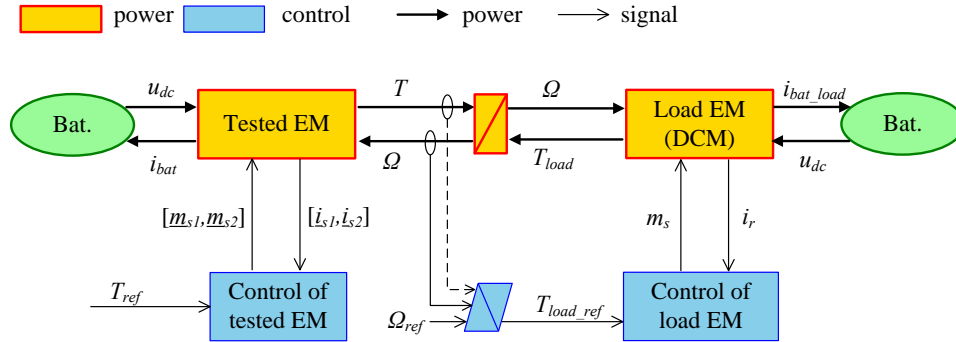 power control power signal
u_dc T Ω i_bat_load
Bat. Tested EM Load EM Bat.
(DCM)
i_bat Ω T_load u_dc
[m_s1,m_s2] [i_s1,i_s2] m_s i_r
T_ref Control of Control of
tested EM Ω_ref T_load_ref load EM